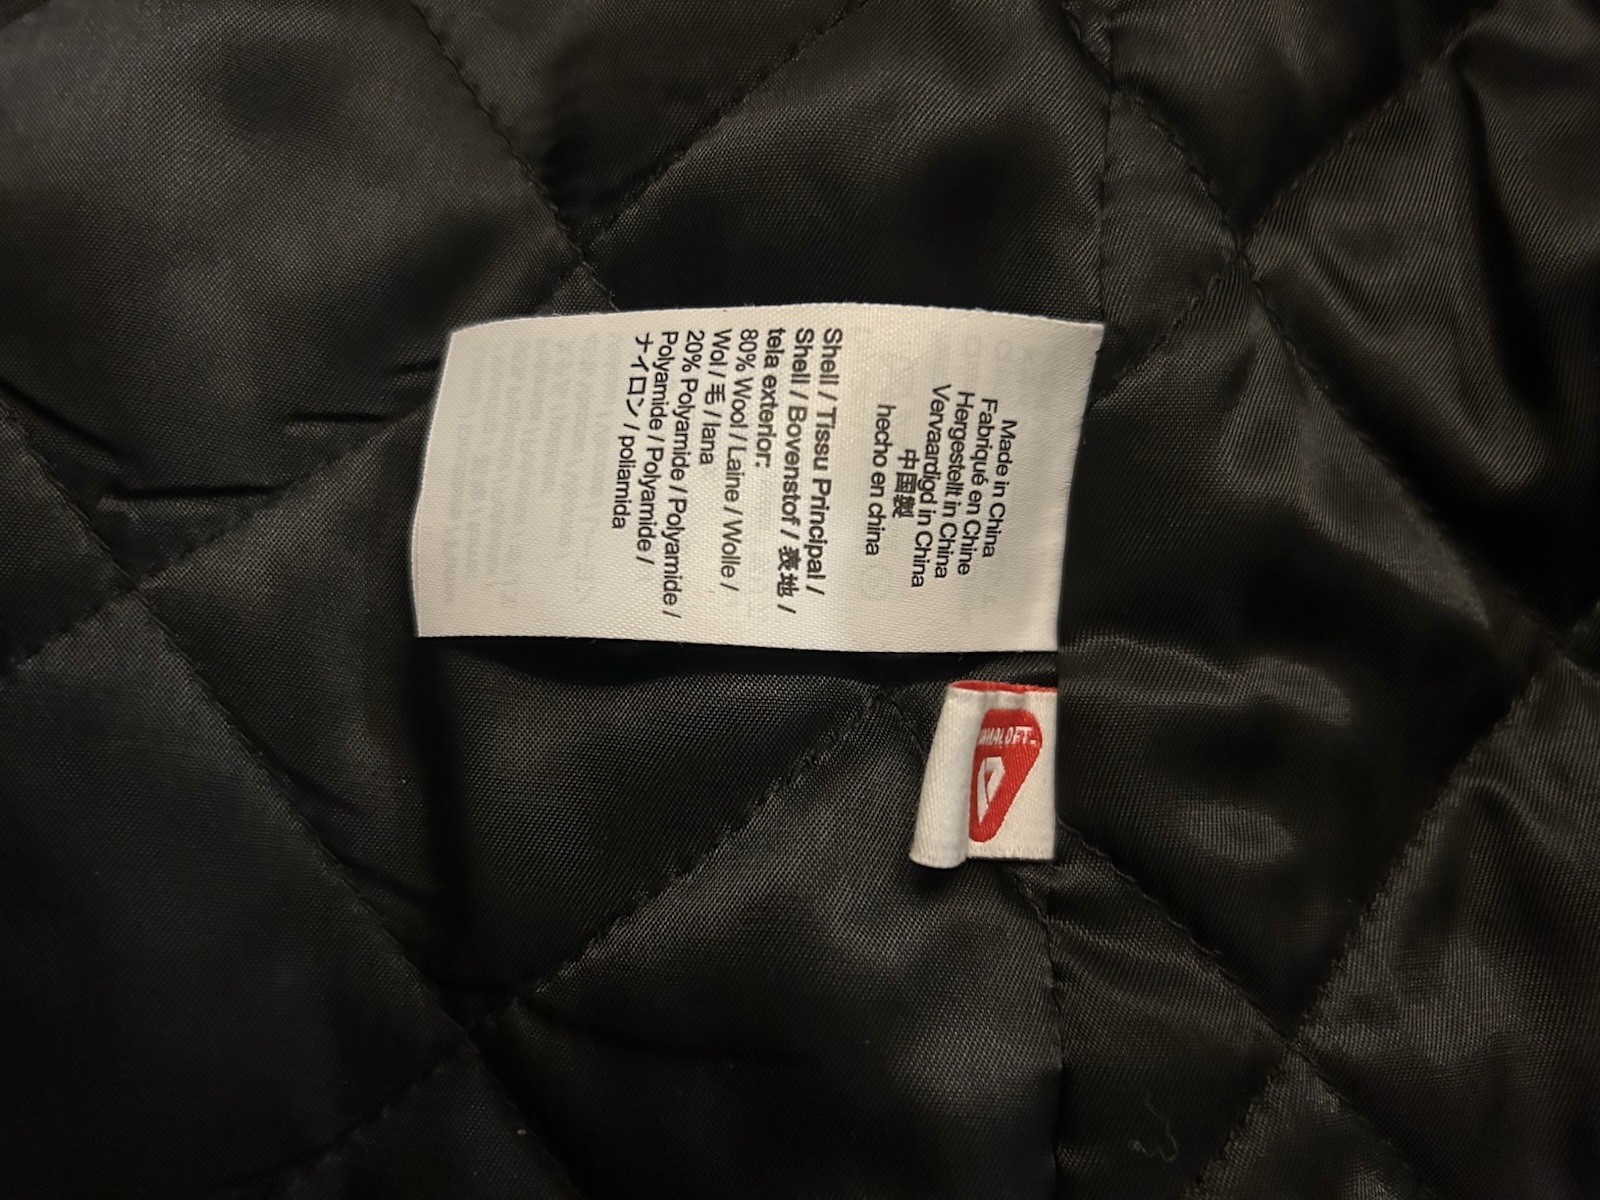 Made in China
Fabriqué en Chine
Hergestellt in China
Vervaardigd in China
中国製
hecho en china
Shell / Tissu Principal /
Shell / Bovenstof / 表地 /
tela exterior:
80% Wool / Laine / Wolle /
Wol / 毛 / lana
20% Polyamide / Polyamide /
Polyamide / Polyamide /
ナイロン / poliamida